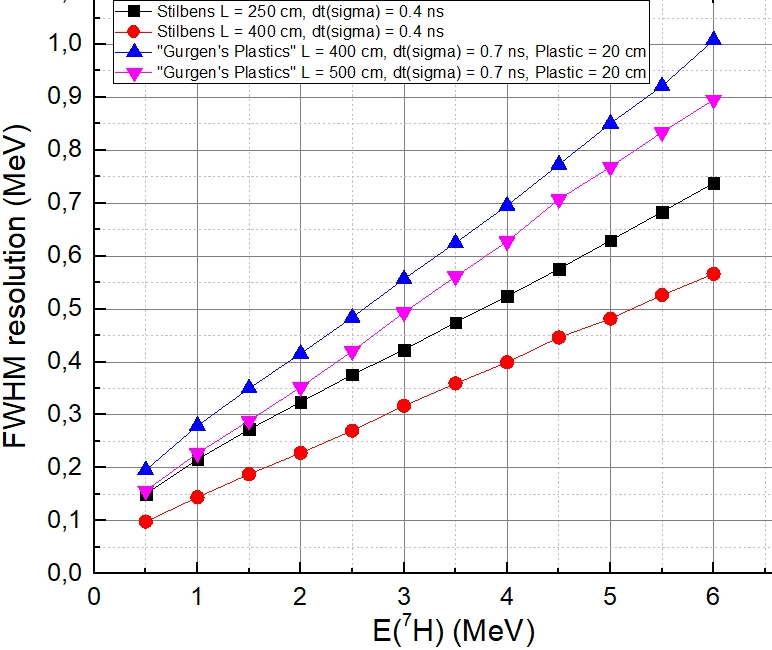 Stilbens L = 250 cm, dt(sigma) = 0.4 ns
Stilbens L = 400 cm, dt(sigma) = 0.4 ns
"Gurgen's Plastics" L = 400 cm, dt(sigma) = 0.7 ns, Plastic = 20 cm
"Gurgen's Plastics" L = 500 cm, dt(sigma) = 0.7 ns, Plastic = 20 cm
1,0
0,9
0,8
0,7
0,6
0,5
0,4
0,3
0,2
0,1
0,0
FWHM resolution (MeV)
0 1 2 3 4 5 6
E(⁷H) (MeV)